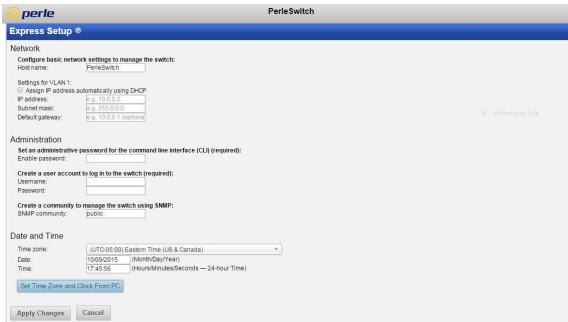 perle
PerleSwitch
Express Setup
Network
Configure basic network settings to manage the switch:
Host name: PerleSwitch
Settings for VLAN 1:
Assign IP address automatically using DHCP
IP address: e.g. 10.0.0.2
Subnet mask: e.g. 255.0.0.0
Default gateway: e.g. 10.0.0.1 (optional
Administration
Set an administrative password for the command line interface (CLI) (required):
Enable password:
Create a user account to log in to the switch (required):
Username:
Password:
Create a community to manage the switch using SNMP:
SNMP community: public
Date and Time
Time zone: (UTC-05:00) Eastern Time (US & Canada)
Date: 10/09/2015 (Month/Day/Year)
Time: 17:45:56 (Hours/Minutes/Seconds — 24-hour Time)
Set Time Zone and Clock From PC
Apply Changes Cancel